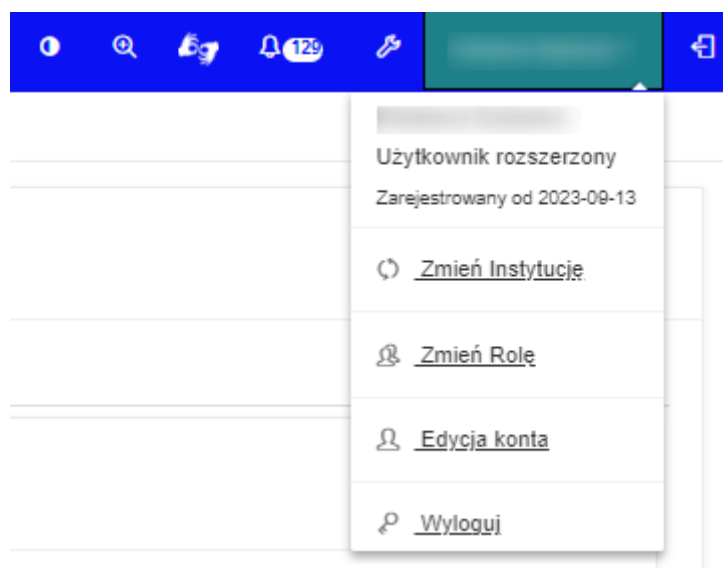 129
Użytkownik rozszerzony
Zarejestrowany od 2023-09-13
Zmień Instytucję
Zmień Rolę
Edycja konta
Wyloguj